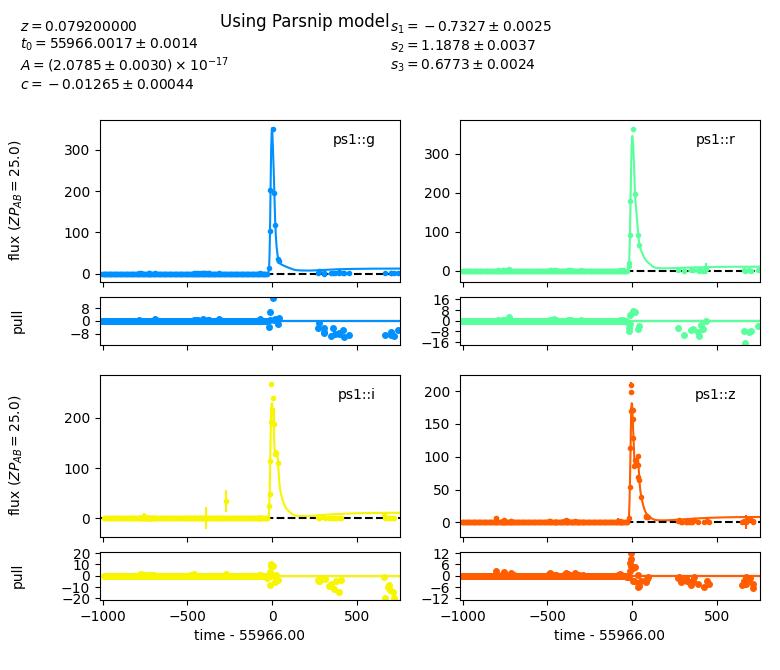 Using Parsnip model
z = 0.079200000
t₀ = 55966.0017 ± 0.0014
A = (2.0785 ± 0.0030) × 10⁻¹⁷
c = −0.01265 ± 0.00044
s₁ = −0.7327 ± 0.0025
s₂ = 1.1878 ± 0.0037
s₃ = 0.6773 ± 0.0024
flux (ZP_AB = 25.0)
300
200
100
0
ps1::g
300
200
100
0
ps1::r
pull
8
0
−8
16
8
0
−8
−16
flux (ZP_AB = 25.0)
200
100
0
ps1::i
200
150
100
50
0
ps1::z
pull
20
10
0
−10
−20
12
6
0
−6
−12
−1000 −500 0 500
−1000 −500 0 500
time - 55966.00
time - 55966.00